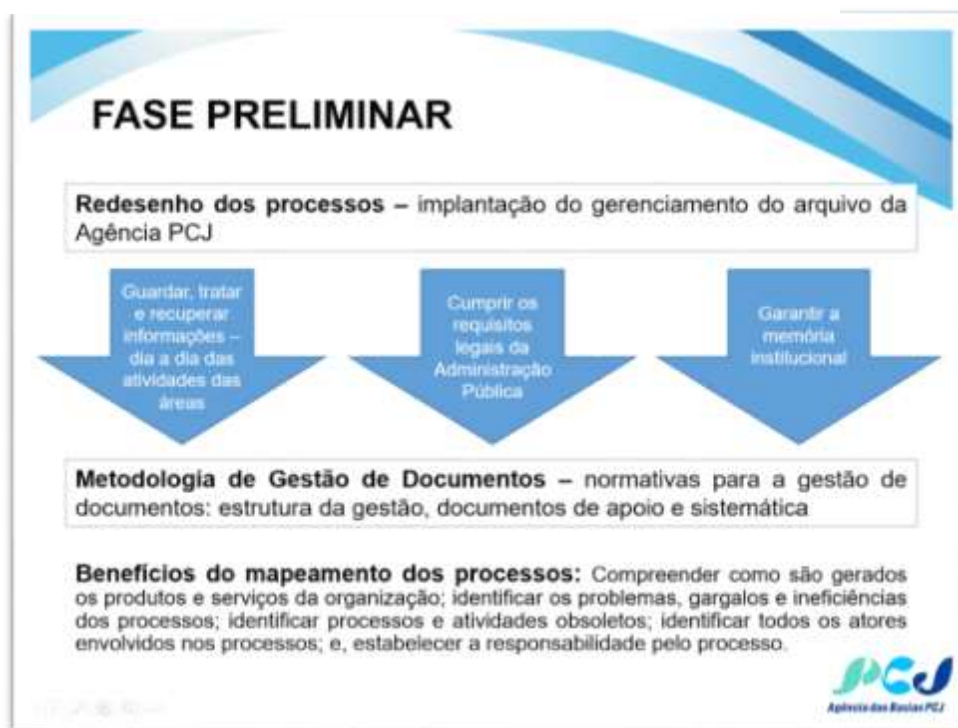 FASE PRELIMINAR
Redesenho dos processos – implantação do gerenciamento do arquivo da
Agência PCJ
Guardar, tratar
e recuperar
informações –
dia a dia das
atividades das
áreas
Cumprir os
requisitos
legais da
Administração
Pública
Garantir a
memória
institucional
Metodologia de Gestão de Documentos – normativas para a gestão de
documentos: estrutura da gestão, documentos de apoio e sistemática
Benefícios do mapeamento dos processos: Compreender como são gerados
os produtos e serviços da organização; identificar os problemas, gargalos e ineficiências
dos processos; identificar processos e atividades obsoletos; identificar todos os atores
envolvidos nos processos; e, estabelecer a responsabilidade pelo processo.
PCJ
Agência das Bacias PCJ